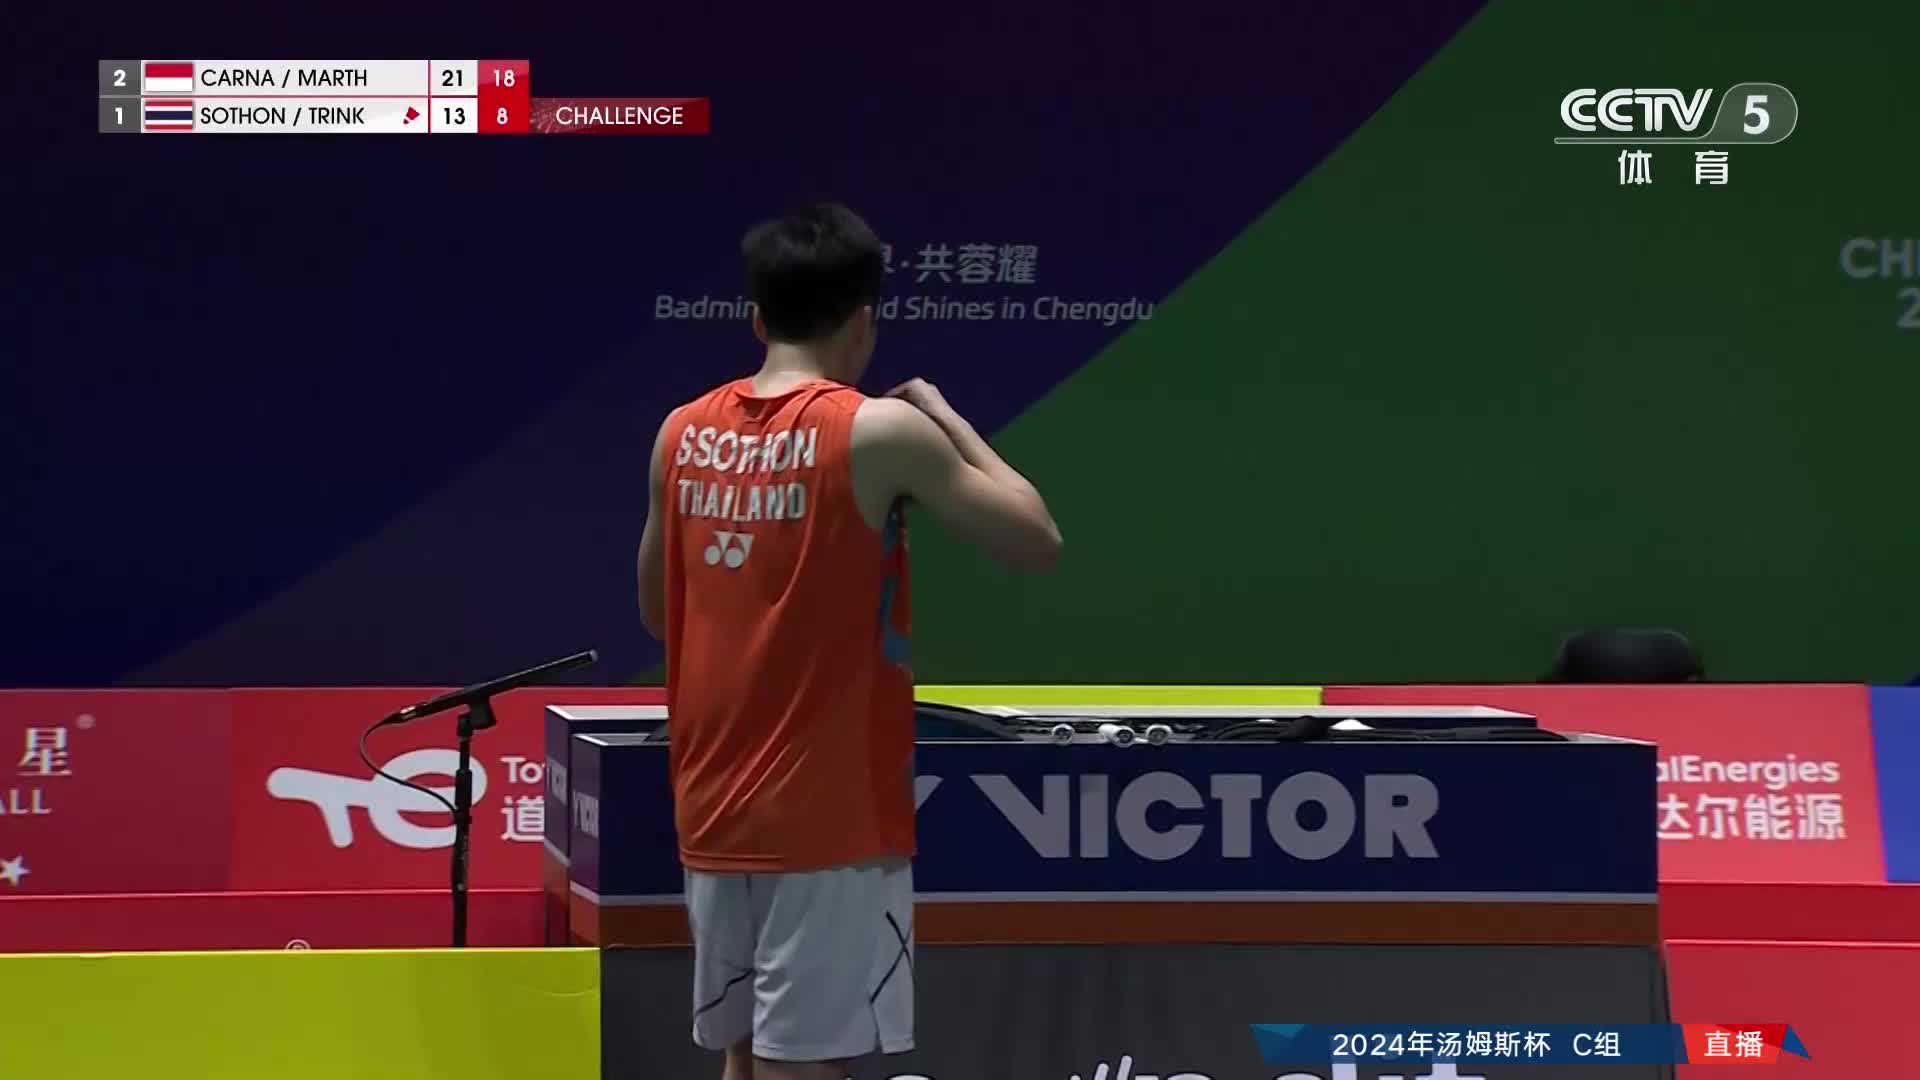 2 CARNA / MARTH 21 18
1 SOTHON / TRINK 13 8 CHALLENGE
CCTV 5
体育
·共蓉耀
Shines in Chengdu
SSOTHON
THAILAND
星
VICTOR
alEnergies
达尔能源
道
2024年汤姆斯杯 C组 直播